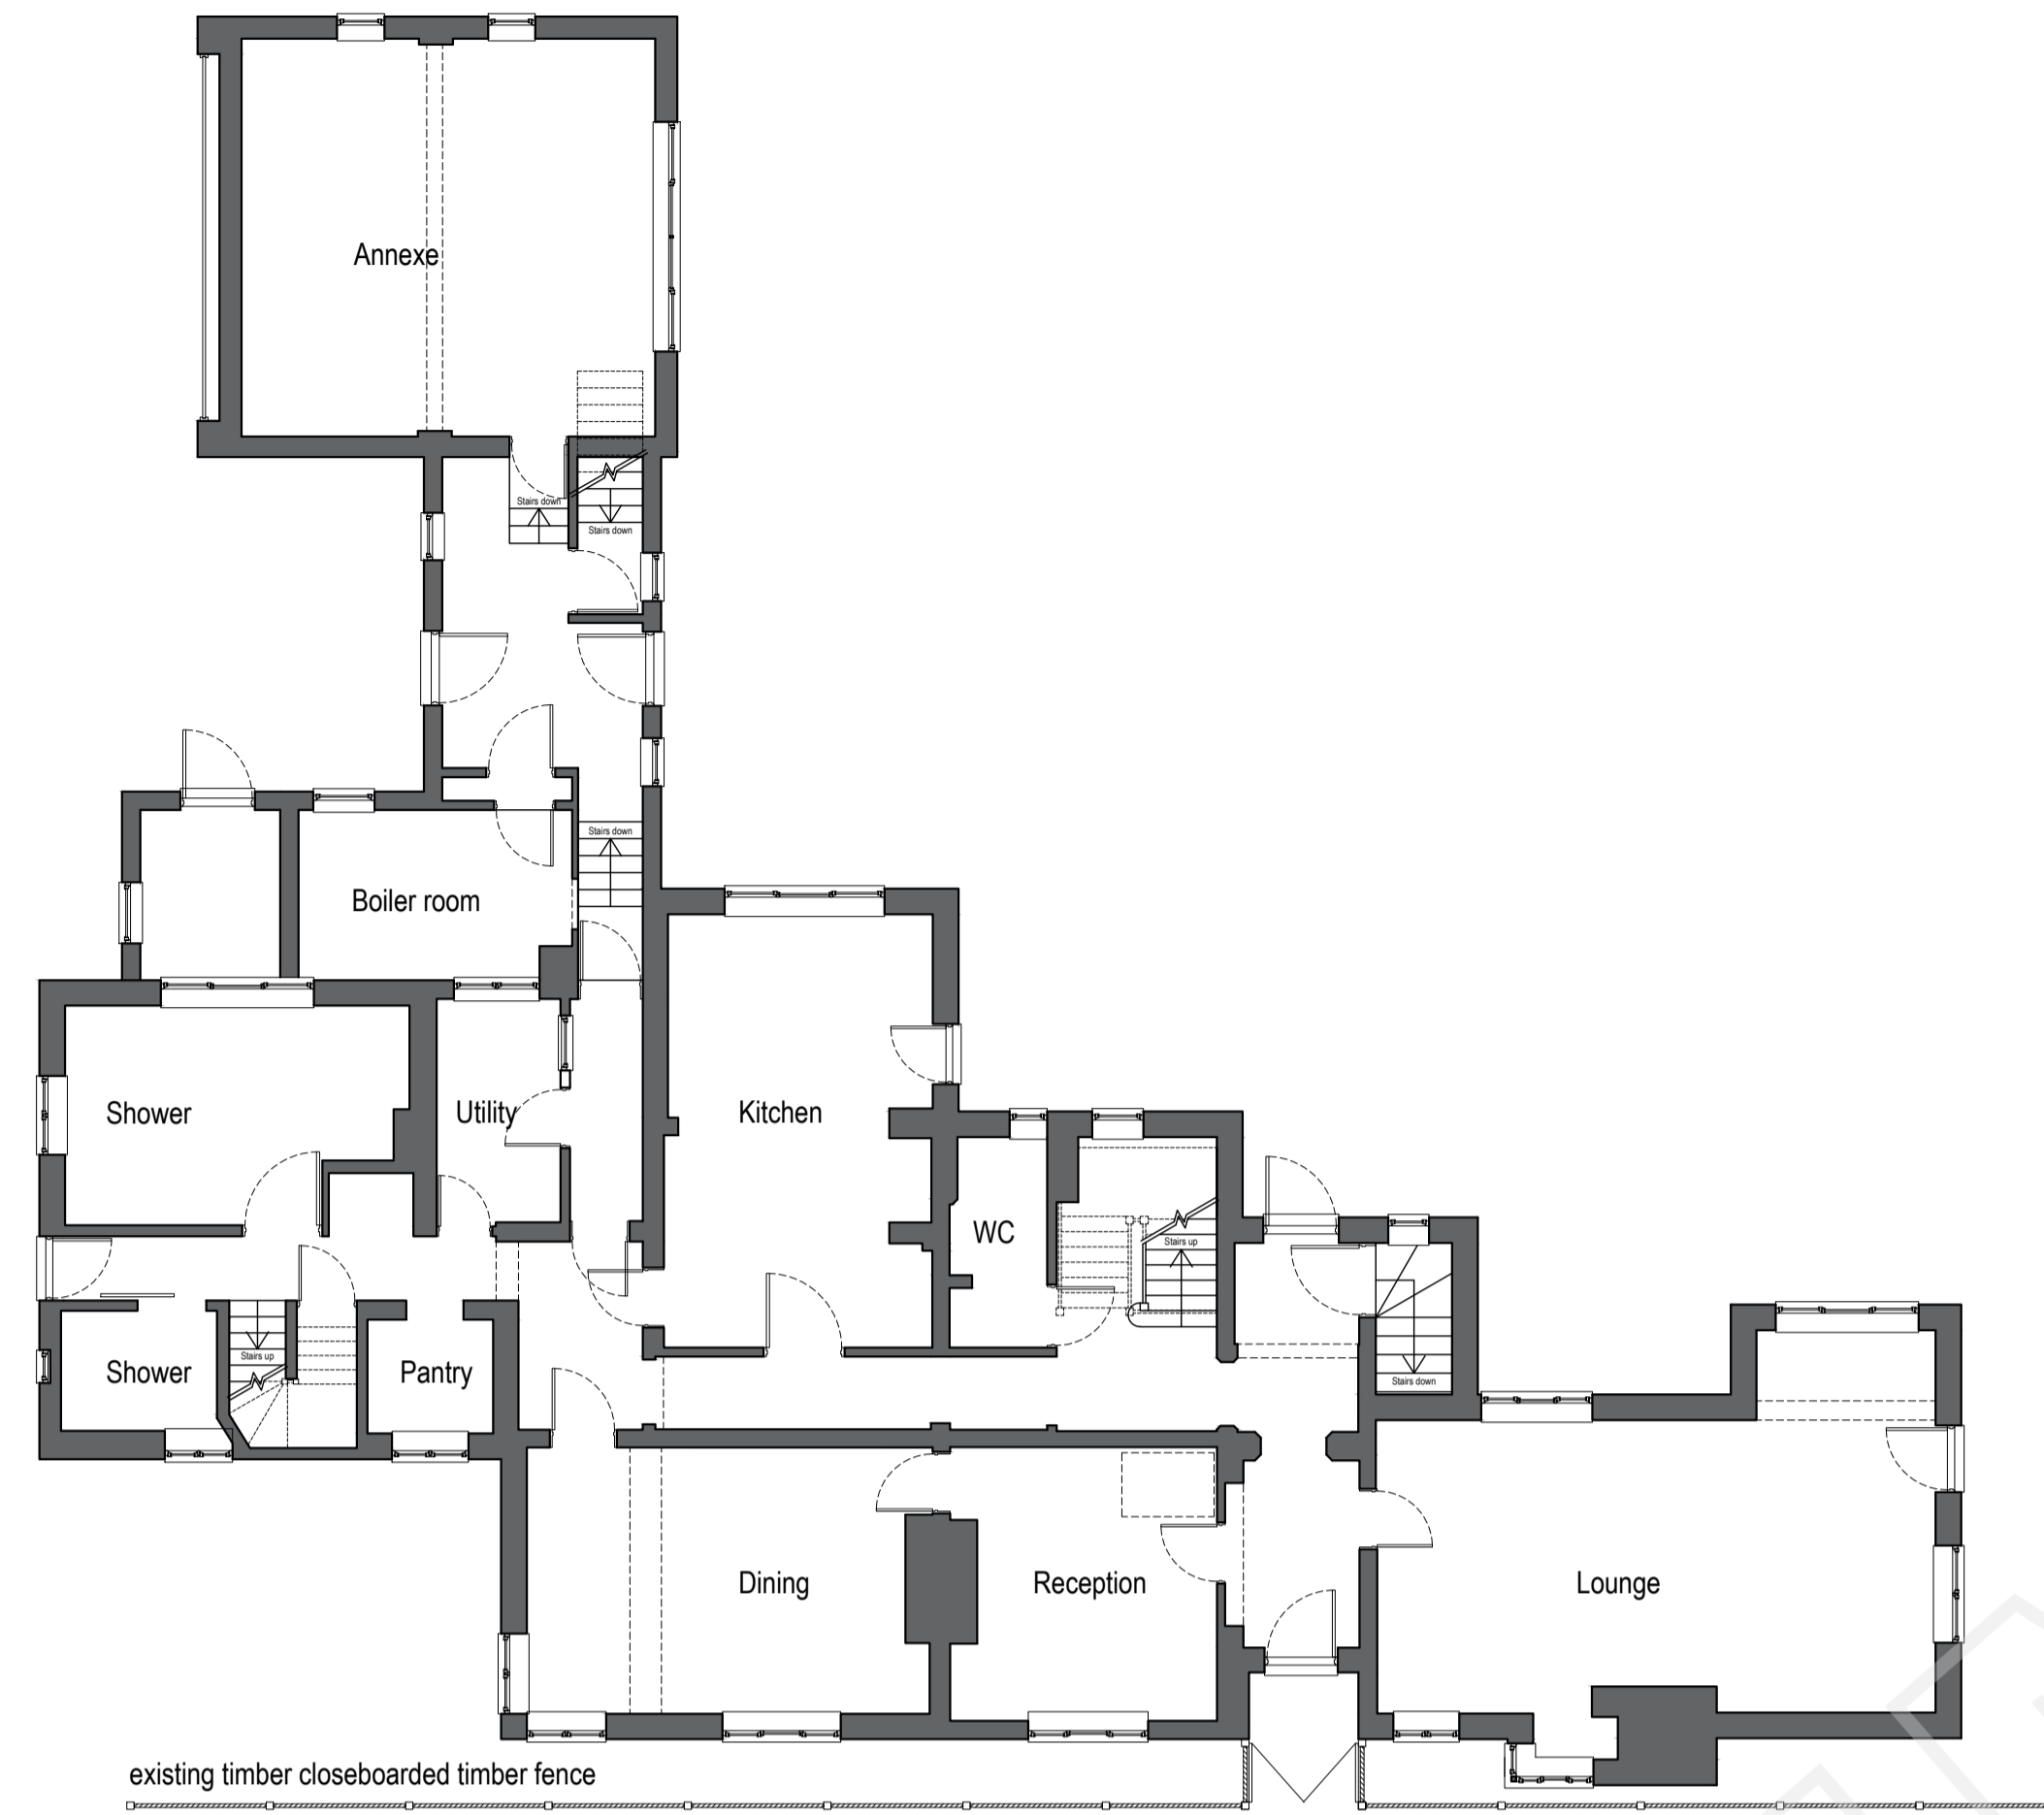 Annexe
Stairs down
Stairs down
Stairs down
Boiler room
Shower
Utility
Kitchen
WC
Stairs up
Shower
Stairs up
Pantry
Stairs down
Dining
Reception
Lounge
existing timber closeboarded timber fence